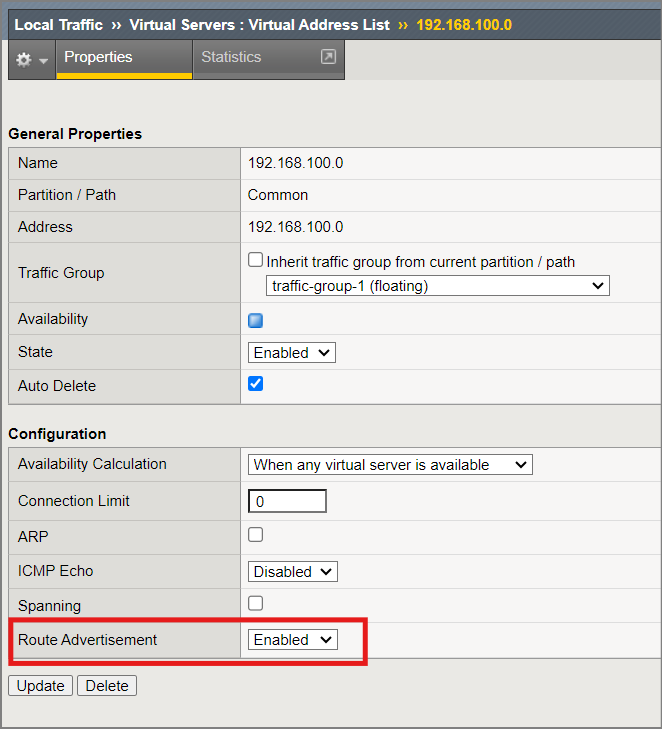 Local Traffic ›› Virtual Servers : Virtual Address List ›› 192.168.100.0
Properties
Statistics
General Properties
Name 192.168.100.0
Partition / Path Common
Address 192.168.100.0
Traffic Group Inherit traffic group from current partition / path
traffic-group-1 (floating)
Availability
State Enabled
Auto Delete
Configuration
Availability Calculation When any virtual server is available
Connection Limit 0
ARP
ICMP Echo Disabled
Spanning
Route Advertisement Enabled
Update Delete